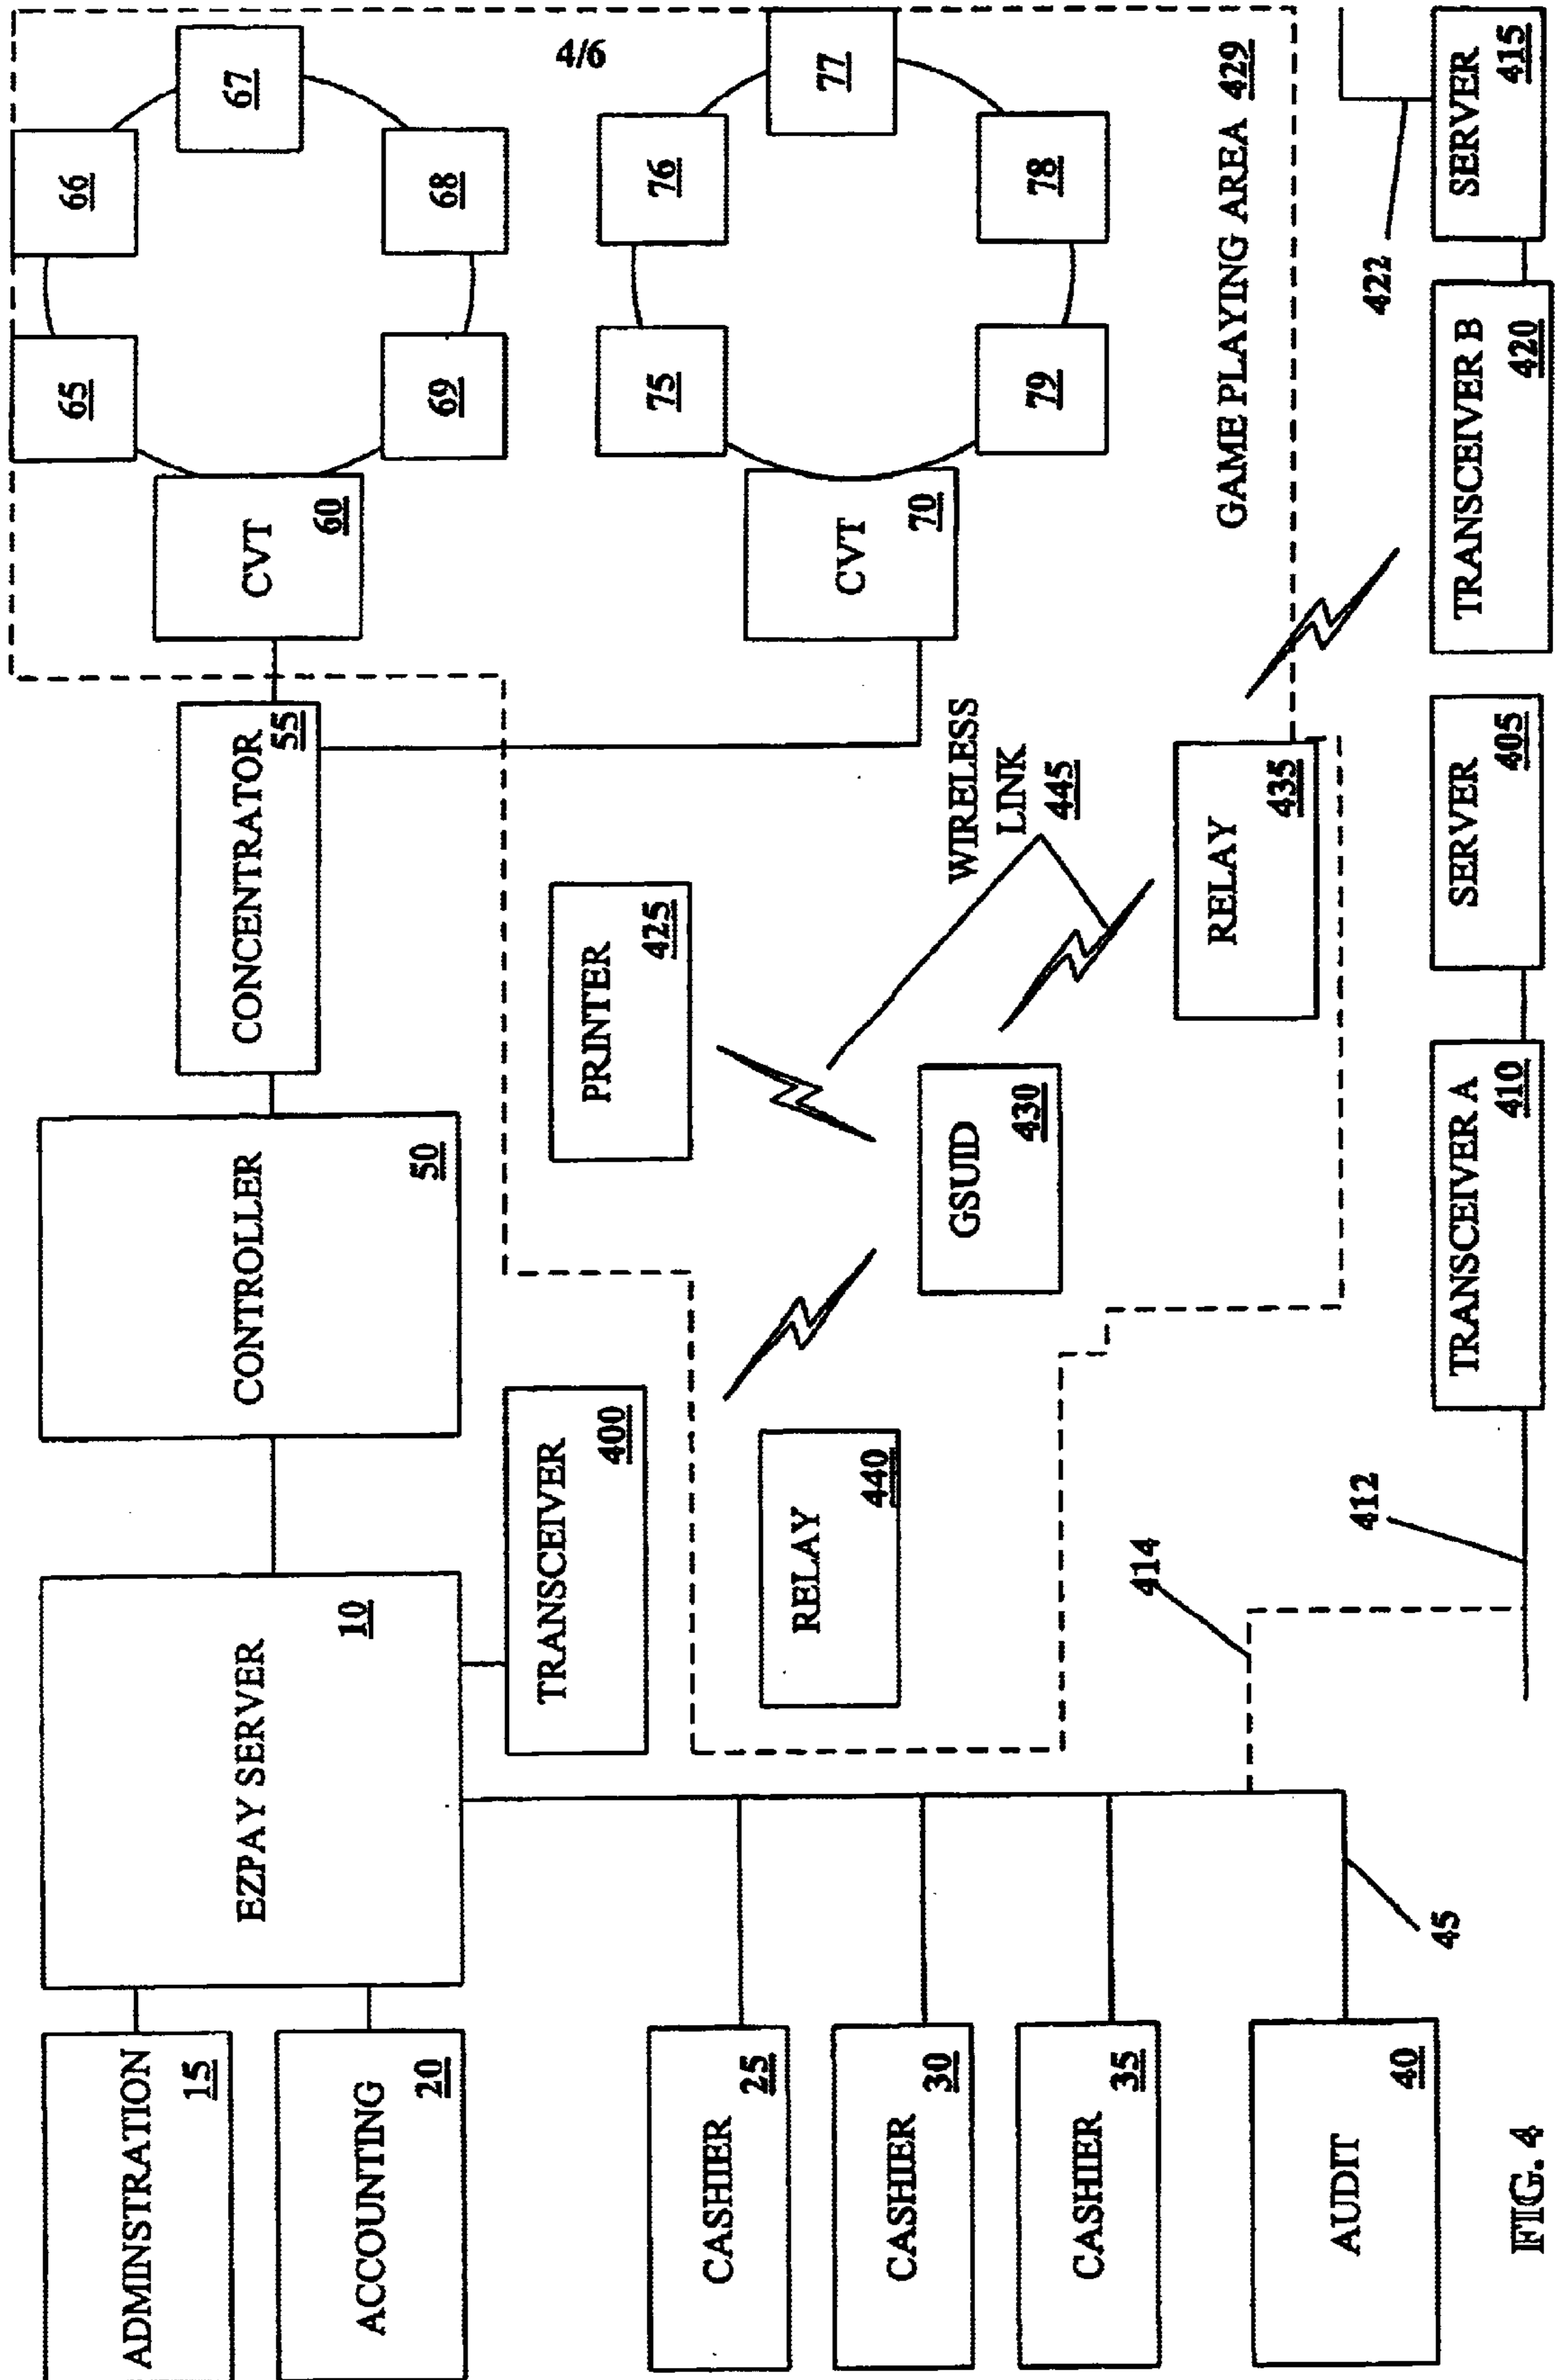 4/6
ADMINSTRATION
15
ACCOUNTING
20
EZPAY SERVER
10
CONTROLLER
50
CONCENTRATOR
55
CVT
60
65
66
67
68
69
CASHIER
25
CASHIER
30
CASHIER
35
AUDIT
40
45
TRANSCEIVER
400
RELAY
440
PRINTER
425
GSUID
430
WIRELESS
LINK
445
RELAY
435
CVT
70
75
76
77
78
79
GAME PLAYING AREA 429
414
412
TRANSCEIVER A
410
SERVER
405
TRANSCEIVER B
420
SERVER
415
422
FIG. 4